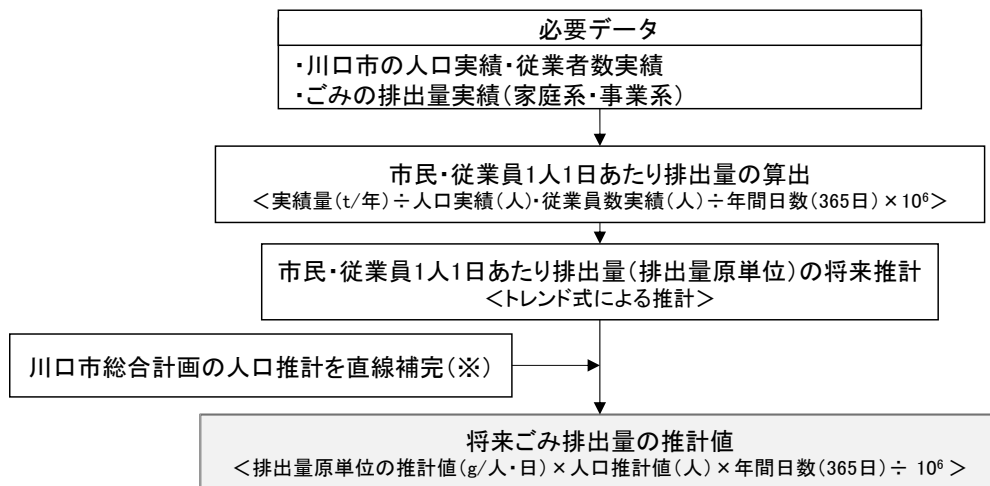 必要データ
・川口市の人口実績・従業者数実績
・ごみの排出量実績(家庭系・事業系)
市民・従業員1人1日あたり排出量の算出
＜実績量(t/年)÷人口実績(人)・従業員数実績(人)÷年間日数(365日)×10⁶＞
市民・従業員1人1日あたり排出量(排出量原単位)の将来推計
＜トレンド式による推計＞
川口市総合計画の人口推計を直線補完(※)
将来ごみ排出量の推計値
＜排出量原単位の推計値(g/人・日)×人口推計値(人)×年間日数(365日)÷ 10⁶＞